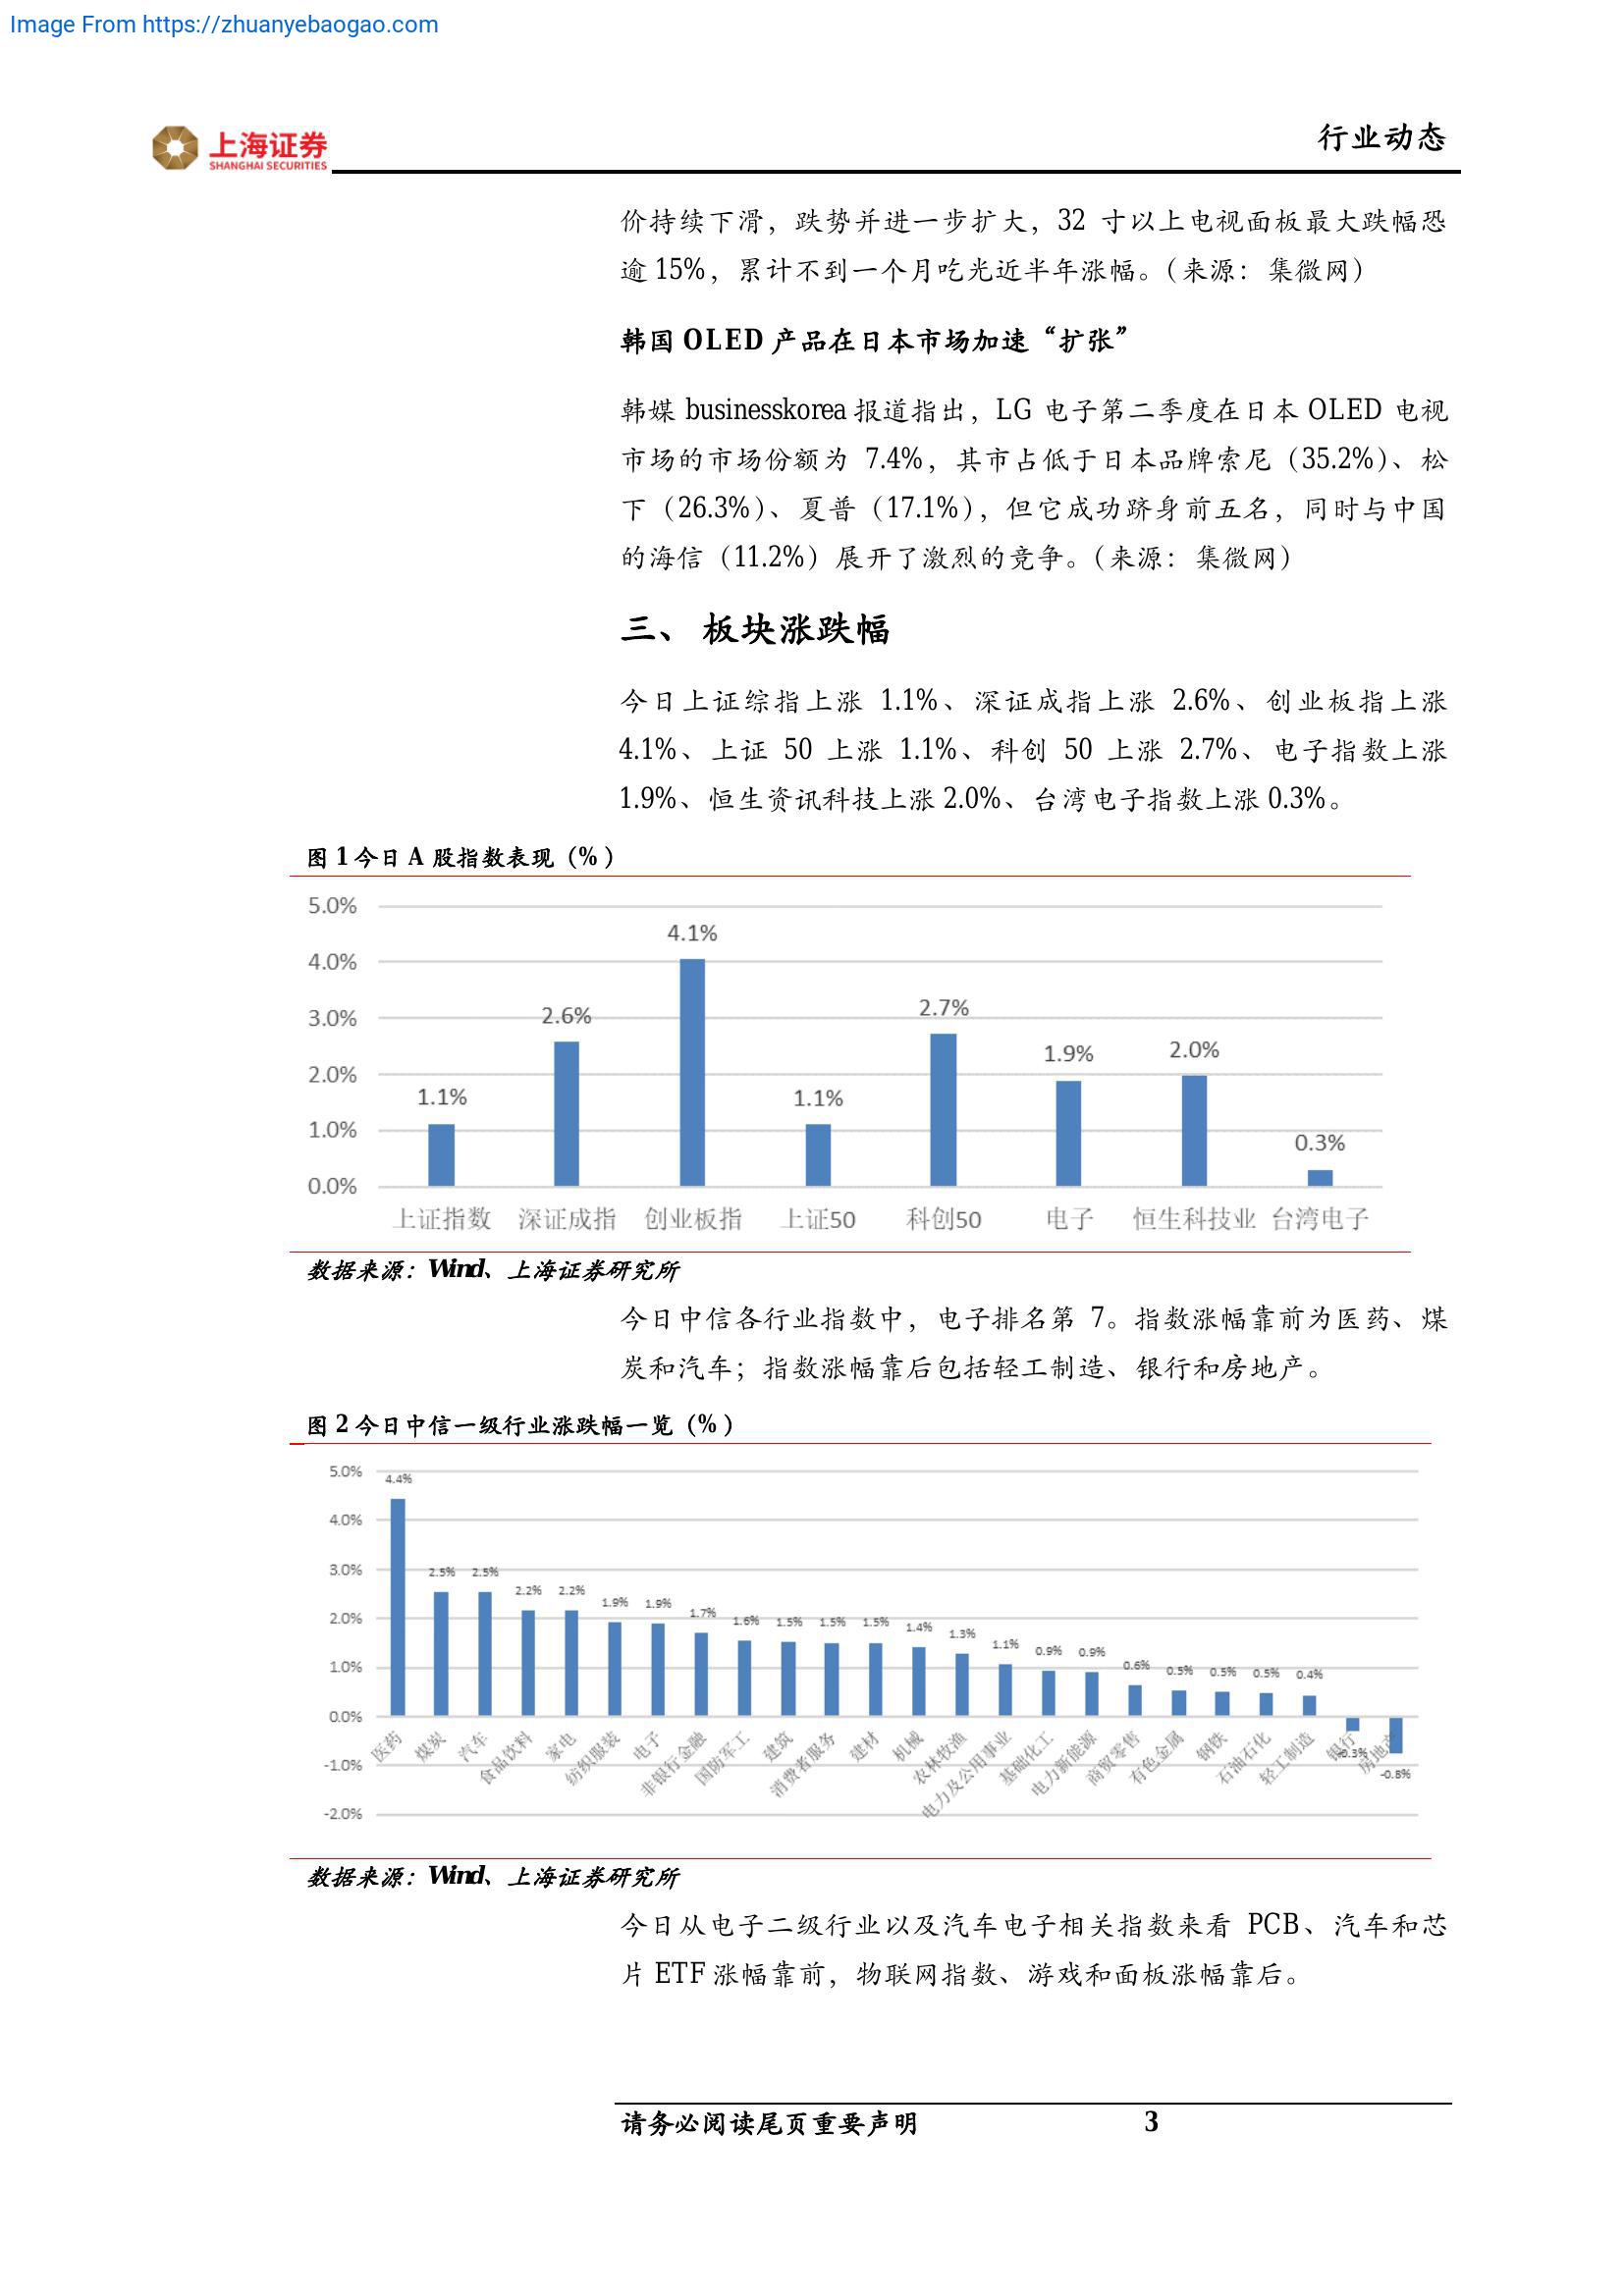 Image From https://zhuanyebaogao.com
上海证券
SHANGHAI SECURITIES
行业动态
价持续下滑，跌势并进一步扩大，32 寸以上电视面板最大跌幅恐
逾 15%，累计不到一个月吃光近半年涨幅。（来源：集微网）
韩国 OLED 产品在日本市场加速“扩张”
韩媒 businesskorea 报道指出，LG 电子第二季度在日本 OLED 电视
市场的市场份额为 7.4%，其市占低于日本品牌索尼（35.2%）、松
下（26.3%）、夏普（17.1%），但它成功跻身前五名，同时与中国
的海信（11.2%）展开了激烈的竞争。（来源：集微网）
三、 板块涨跌幅
今日上证综指上涨 1.1%、深证成指上涨 2.6%、创业板指上涨
4.1%、上证 50 上涨 1.1%、科创 50 上涨 2.7%、电子指数上涨
1.9%、恒生资讯科技上涨 2.0%、台湾电子指数上涨 0.3%。
图 1 今日 A 股指数表现（%）
5.0%
4.1%
4.0%
2.7%
3.0%
2.6%
1.9%
2.0%
2.0%
1.1%
1.1%
1.0%
0.3%
0.0%
上证指数 深证成指 创业板指 上证50 科创50 电子 恒生科技业 台湾电子
数据来源：Wind、上海证券研究所
今日中信各行业指数中，电子排名第 7。指数涨幅靠前为医药、煤
炭和汽车；指数涨幅靠后包括轻工制造、银行和房地产。
图 2 今日中信一级行业涨跌幅一览（%）
5.0%
4.0%
3.0%
2.0%
1.0%
0.0%
-1.0%
-2.0%
4.4% 2.5% 2.5% 2.2% 2.2% 1.9% 1.9% 1.7% 1.6% 1.5% 1.5% 1.5% 1.4% 1.3% 1.1% 0.9% 0.9% 0.6% 0.5% 0.5% 0.5% 0.4% -0.3% -0.8%
医药 煤炭 汽车 食品饮料 家电 纺织服装 电子 非银行金融 国防军工 建筑 消费者服务 建材 机械 农林牧渔 电力及公用事业 基础化工 电力新能源 商贸零售 有色金属 钢铁 石油石化 轻工制造 银行 房地产
数据来源：Wind、上海证券研究所
今日从电子二级行业以及汽车电子相关指数来看 PCB、汽车和芯
片 ETF 涨幅靠前，物联网指数、游戏和面板涨幅靠后。
请务必阅读尾页重要声明 3